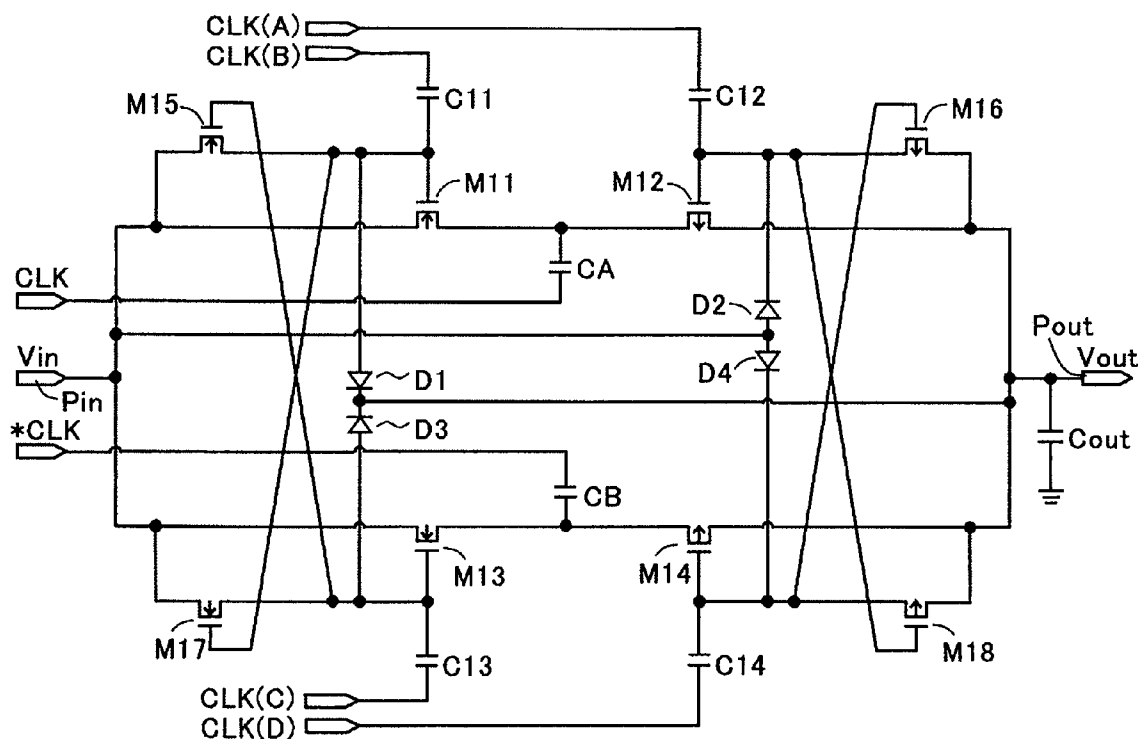 CLK(A)
CLK(B)
C11
C12
M15
M16
M11
M12
CA
CLK
D2
Pout
Vin
Vout
D1
D4
Pin
D3
*CLK
Cout
CB
M13
M14
M17
M18
C13
C14
CLK(C)
CLK(D)